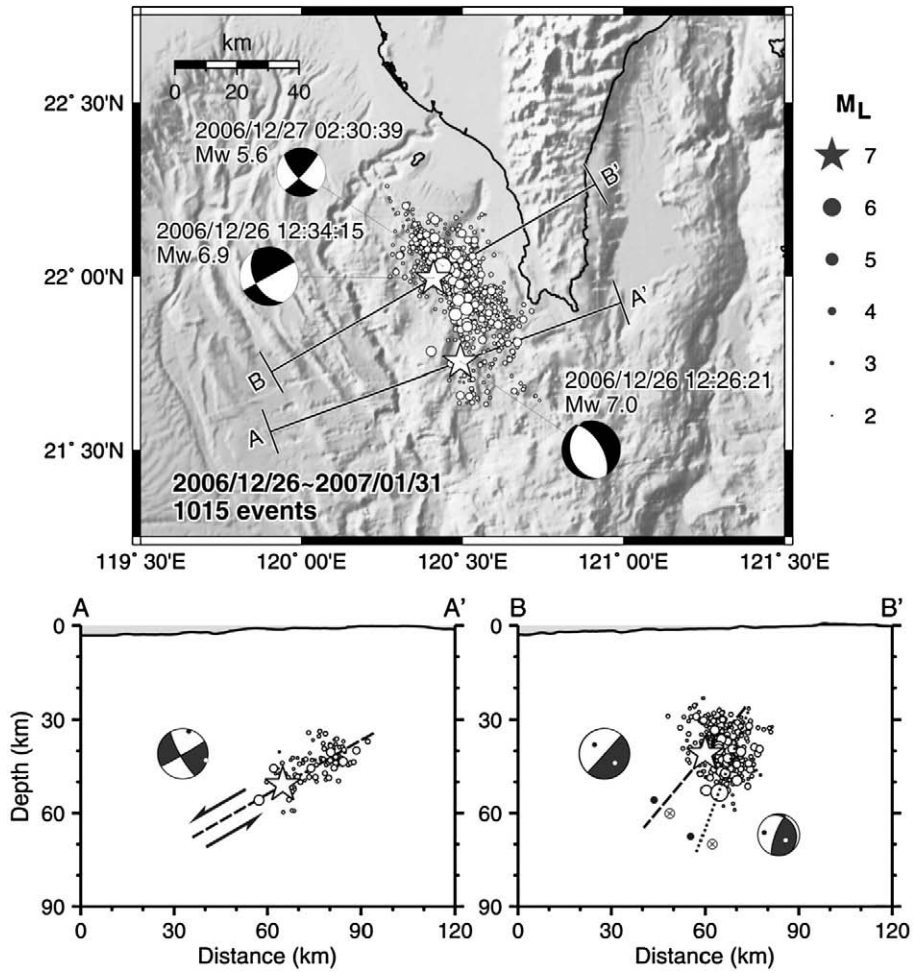 km
0 20 40
22° 30'N
22° 00'N
21° 30'N
119° 30'E 120° 00'E 120° 30'E 121° 00'E 121° 30'E
2006/12/27 02:30:39
Mw 5.6
2006/12/26 12:34:15
Mw 6.9
2006/12/26 12:26:21
Mw 7.0
B'
A'
B
A
2006/12/26~2007/01/31
1015 events
ML
7
6
5
4
3
2
A A'
0
30
60
90
Depth (km)
0 30 60 90 120
Distance (km)
B B'
0
30
60
90
0 30 60 90 120
Distance (km)